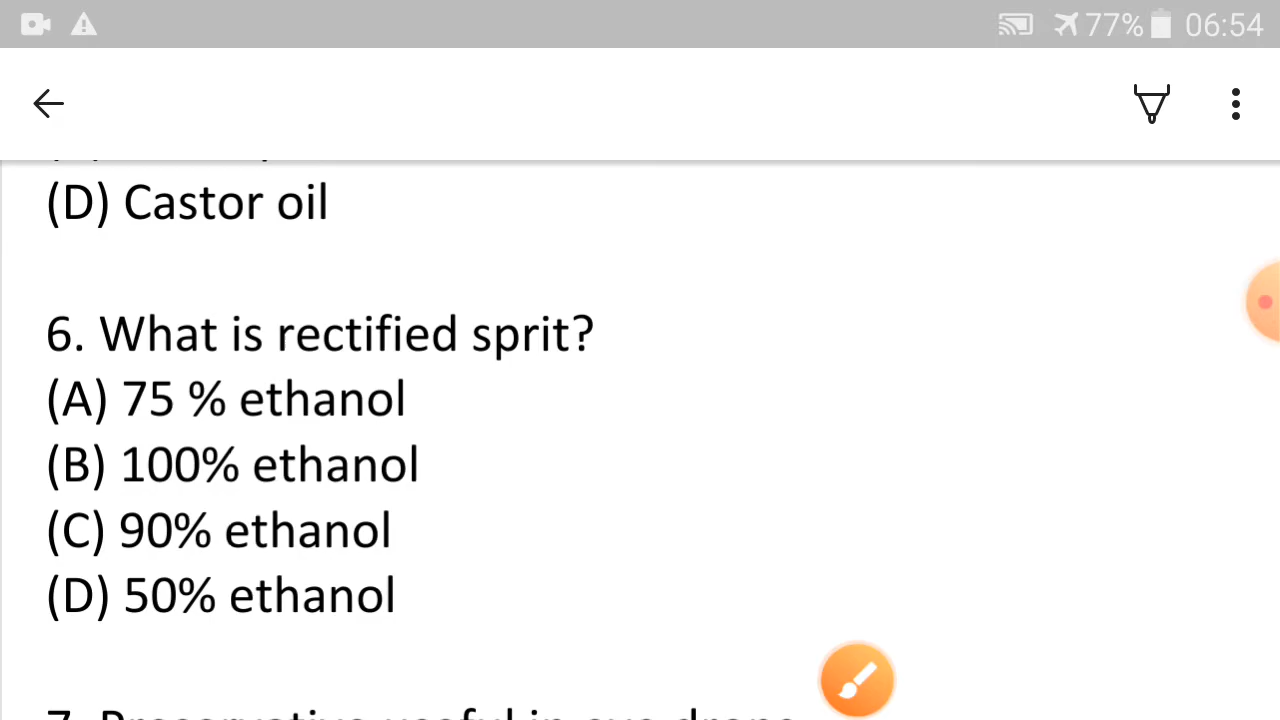 77% 06:54
(D) Castor oil
6. What is rectified sprit?
(A) 75 % ethanol
(B) 100% ethanol
(C) 90% ethanol
(D) 50% ethanol
7. Preservative useful in eye drops